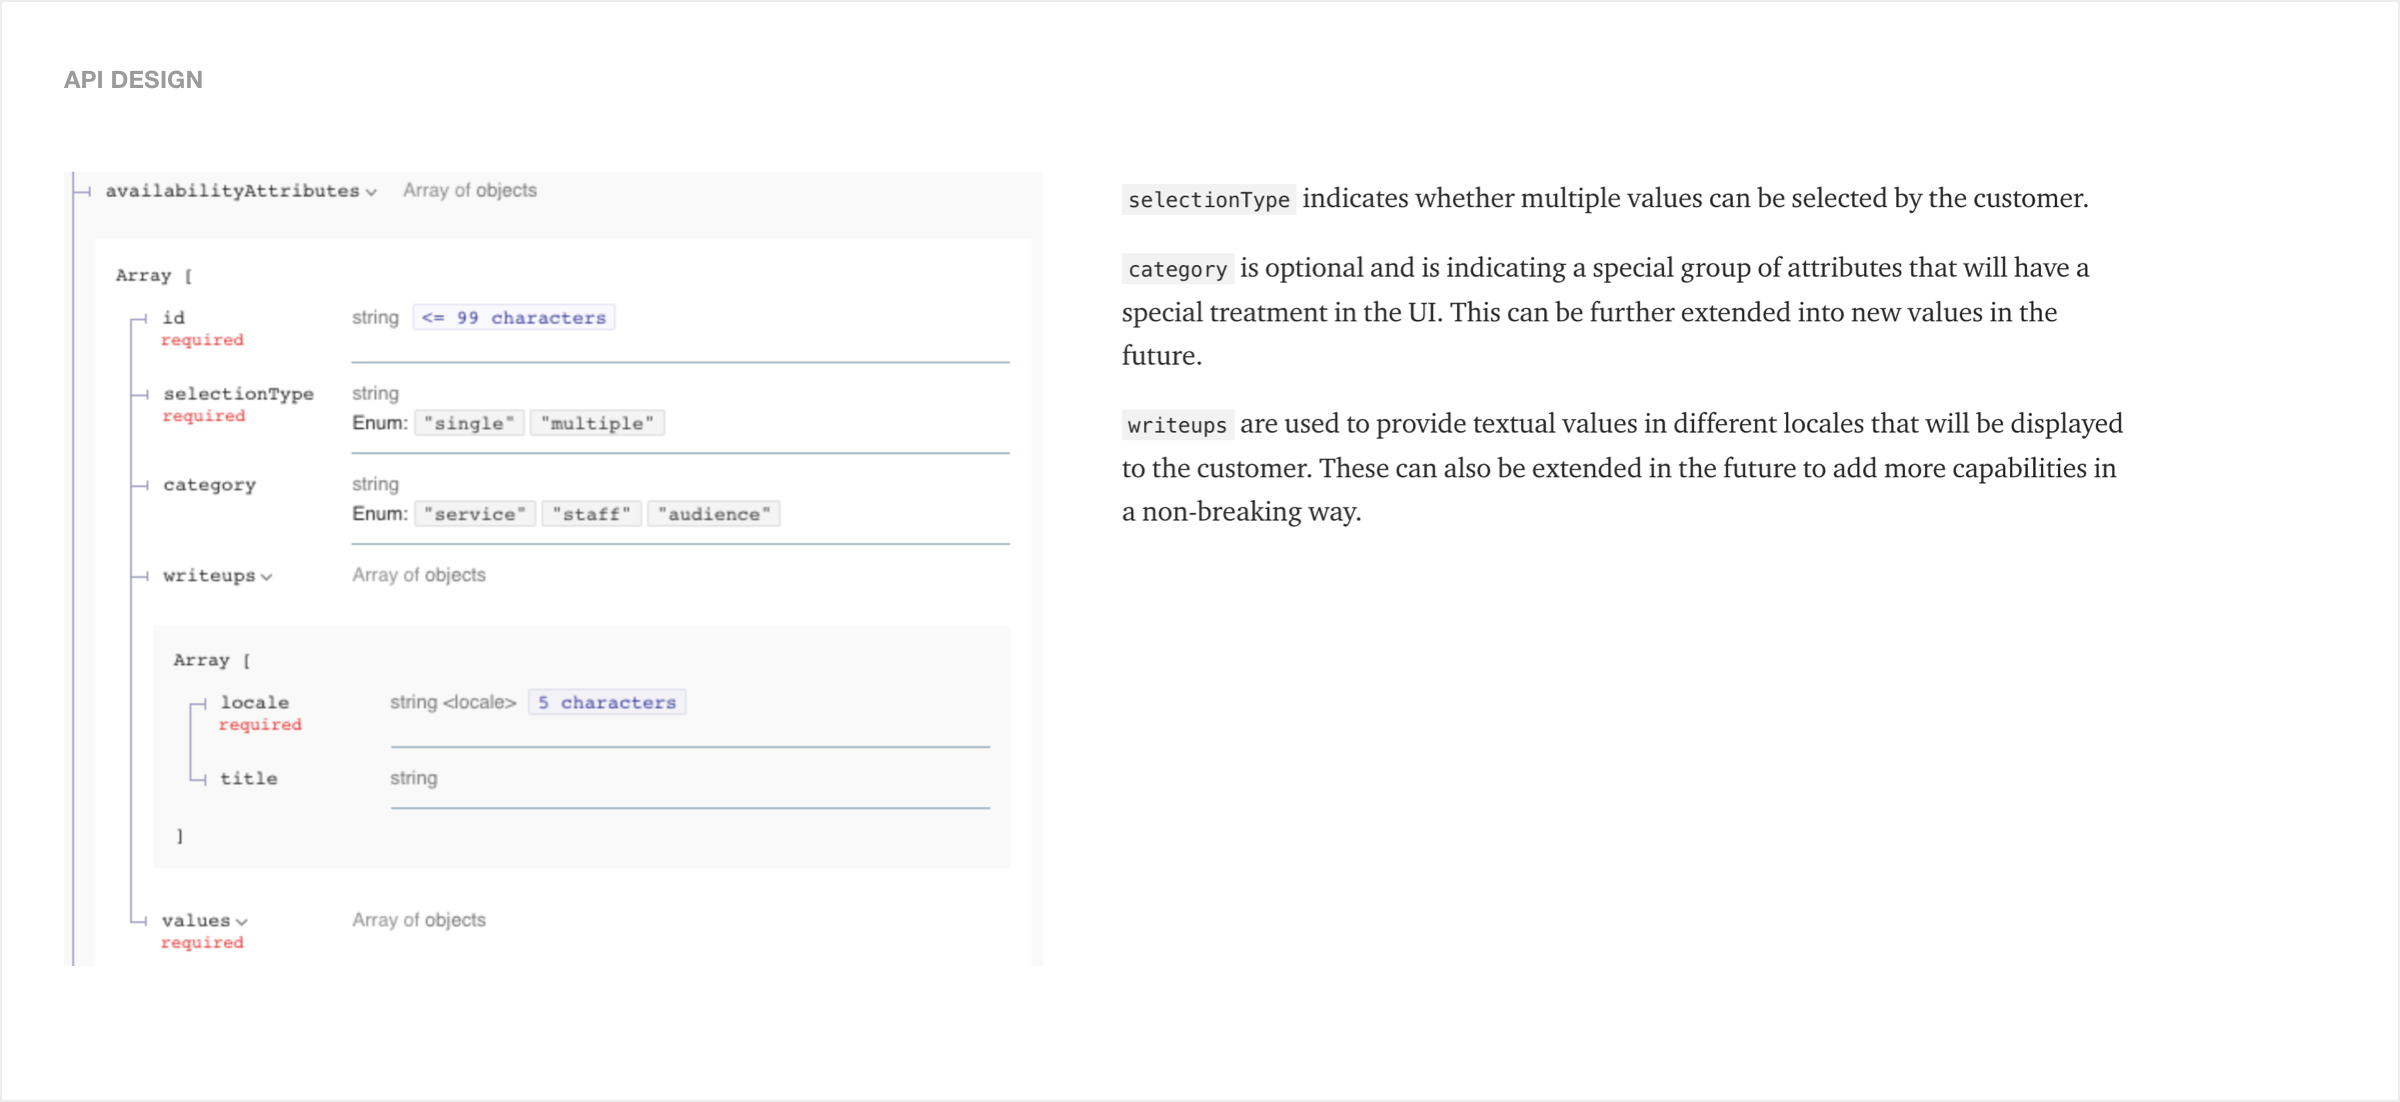 API DESIGN
availabilityAttributes Array of objects
Array [
id string <= 99 characters
required
selectionType string
required
Enum: "single" "multiple"
category string
Enum: "service" "staff" "audience"
writeups Array of objects
Array [
locale string <locale> 5 characters
required
title string
]
values Array of objects
required
selectionType indicates whether multiple values can be selected by the customer.
category is optional and is indicating a special group of attributes that will have a
special treatment in the UI. This can be further extended into new values in the
future.
writeups are used to provide textual values in different locales that will be displayed
to the customer. These can also be extended in the future to add more capabilities in
a non-breaking way.